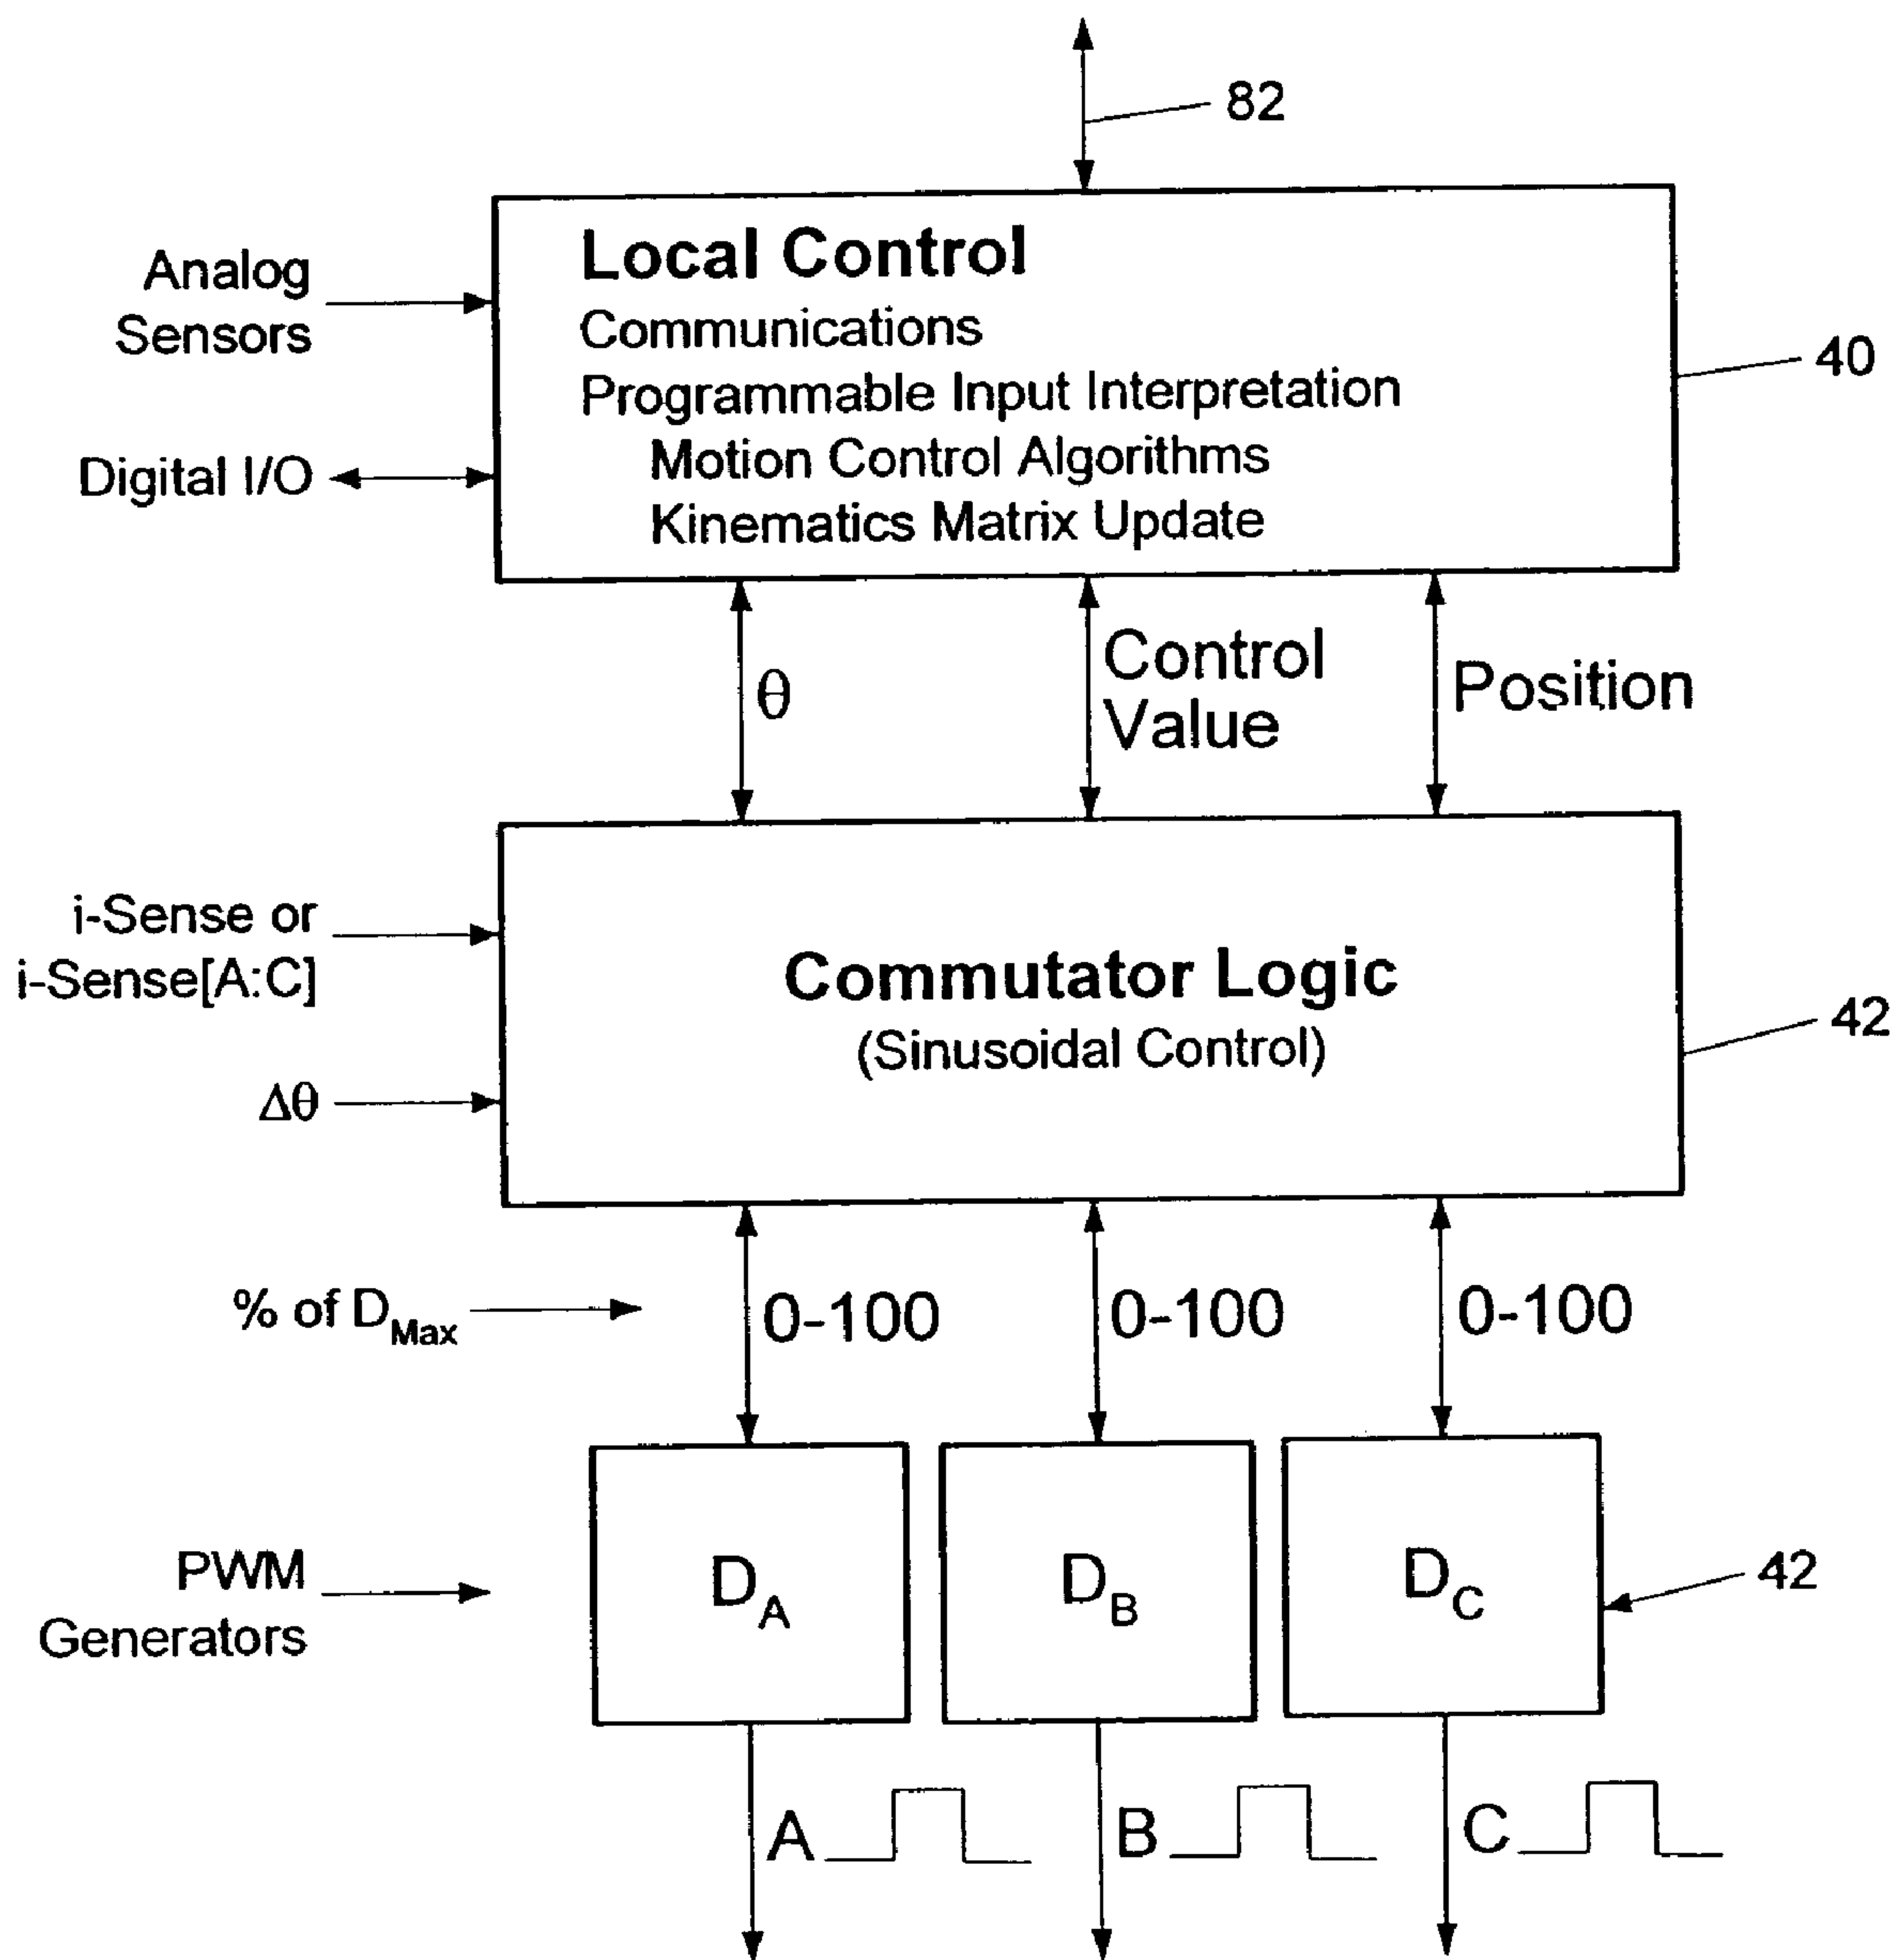 82
Local Control
Communications
Programmable Input Interpretation
Motion Control Algorithms
Kinematics Matrix Update
Analog
Sensors
40
Digital I/O
θ
Control
Value
Position
i-Sense or
i-Sense[A:C]
Commutator Logic
(Sinusoidal Control)
42
Δθ
% of DMax
0-100
0-100
0-100
PWM
Generators
DA
DB
DC
42
A
B
C